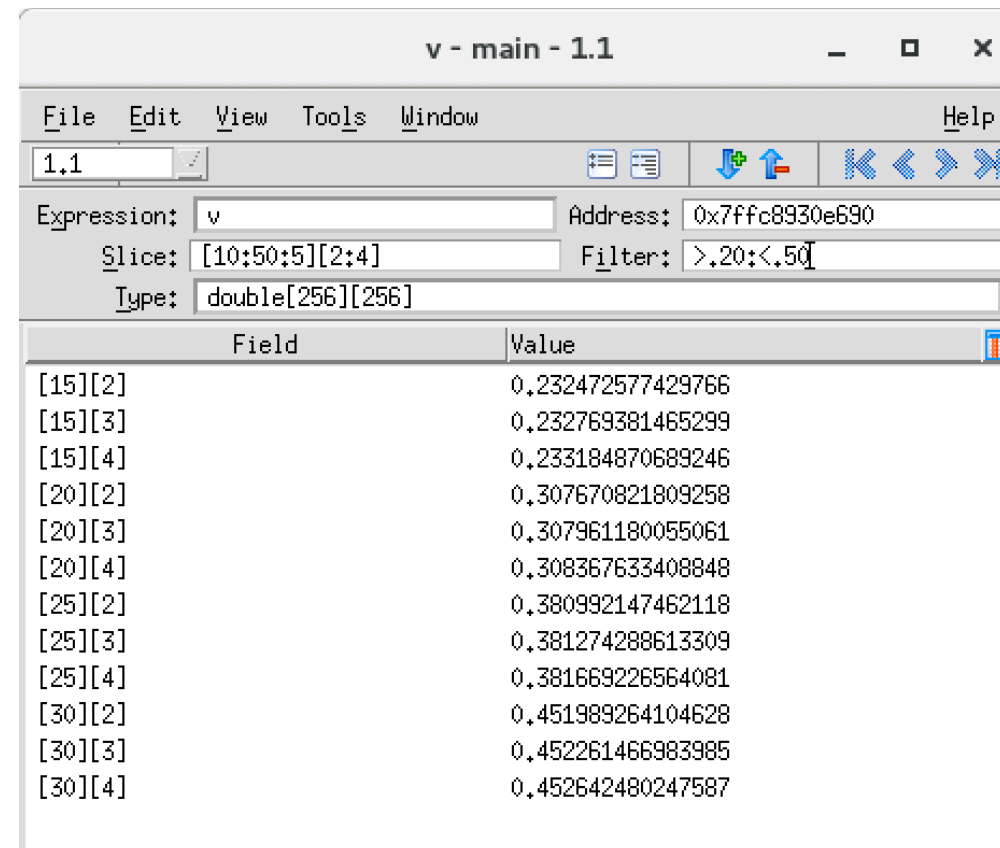 v - main - 1.1
File Edit View Tools Window Help
1.1
Expression: v Address: 0x7ffc8930e690
Slice: [10:50:5][2:4] Filter: >.20:<.50
Type: double[256][256]
Field Value
[15][2] 0.232472577429766
[15][3] 0.232769381465299
[15][4] 0.233184870689246
[20][2] 0.307670821809258
[20][3] 0.307961180055061
[20][4] 0.308367633408848
[25][2] 0.380992147462118
[25][3] 0.381274288613309
[25][4] 0.381669226564081
[30][2] 0.451989264104628
[30][3] 0.452261466983985
[30][4] 0.452642480247587